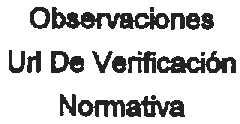 Observaciones
Url De Verificación
Normativa